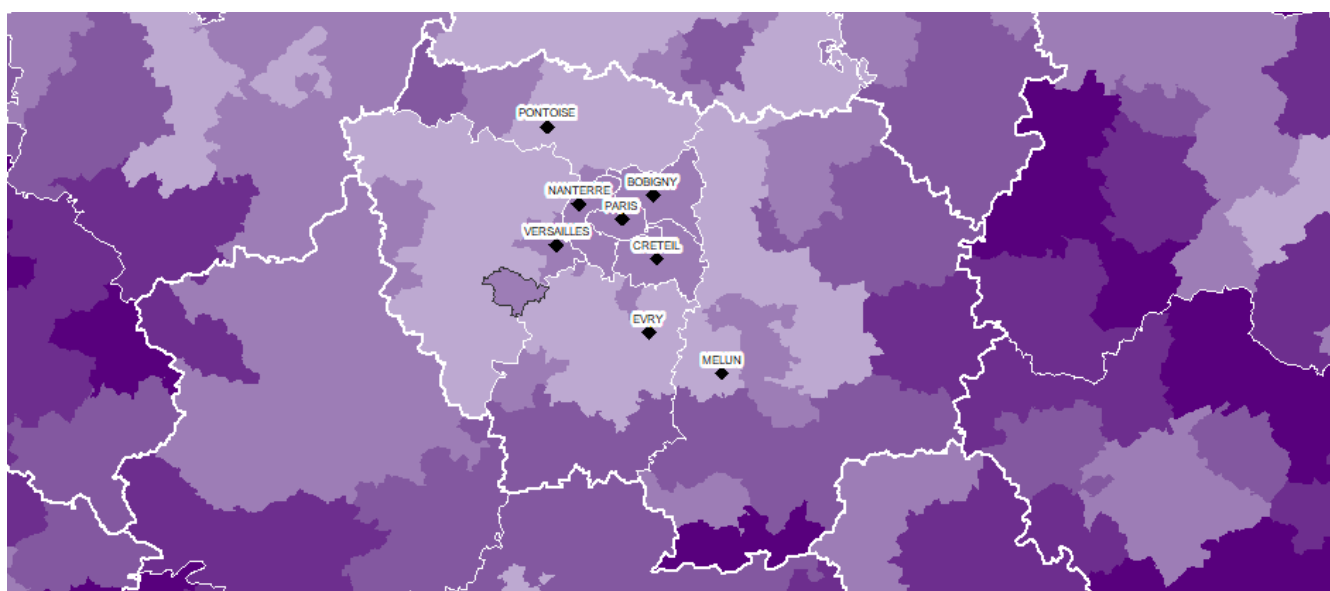 PONTOISE
BOBIGNY
NANTERRE
PARIS
VERSAILLES
CRETEIL
EVRY
MELUN